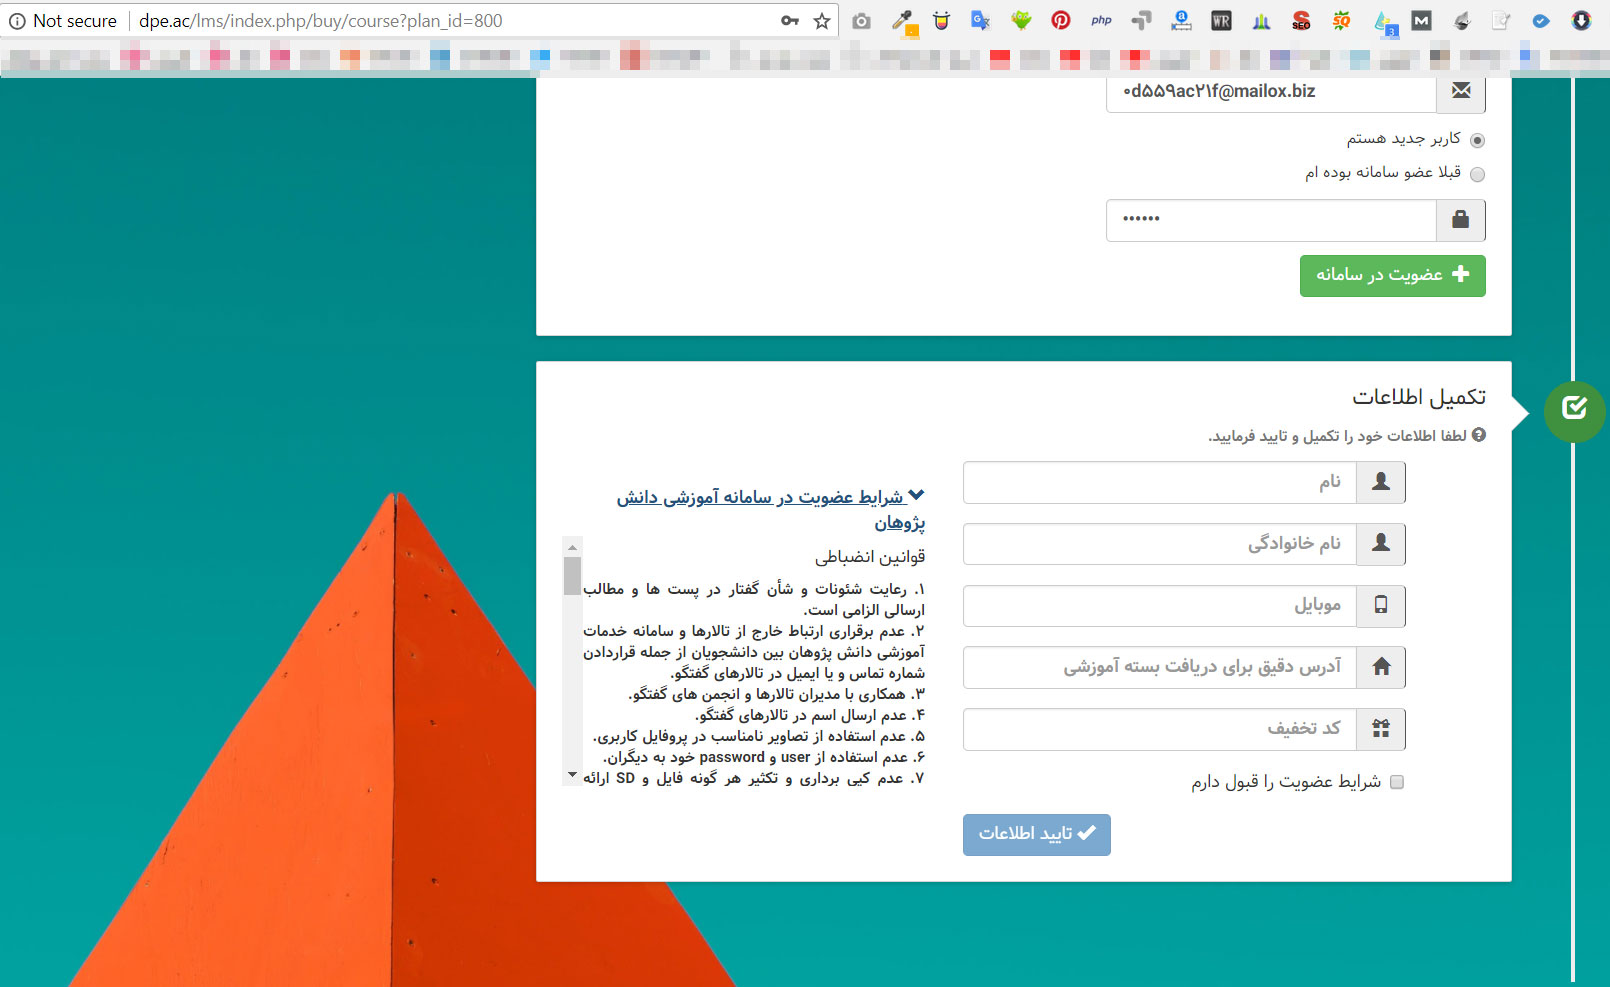 Not secure
dpe.ac/lms/index.php/buy/course?plan_id=800
php
WR
SEO
3
M
۰d۵۵۹ac۲۱f@mailox.biz
کاربر جدید هستم
قبلا عضو سامانه بوده ام
••••••
عضویت در سامانه
تکمیل اطلاعات
لطفا اطلاعات خود را تکمیل و تایید فرمایید.
نام
نام خانوادگی
موبایل
آدرس دقیق برای دریافت بسته آموزشی
کد تخفیف
شرایط عضویت را قبول دارم
تایید اطلاعات
شرایط عضویت در سامانه آموزشی دانش
پژوهان
قوانین انضباطی
۱. رعایت شئونات و شأن گفتار در پست ها و مطالب
ارسالی الزامی است.
۲. عدم برقراری ارتباط خارج از تالارها و سامانه خدمات
آموزشی دانش پژوهان بین دانشجویان از جمله قراردادن
شماره تماس و یا ایمیل در تالارهای گفتگو.
۳. همکاری با مدیران تالارها و انجمن های گفتگو.
۴. عدم ارسال اسم در تالارهای گفتگو.
۵. عدم استفاده از تصاویر نامناسب در پروفایل کاربری.
۶. عدم استفاده از user و password خود به دیگران.
۷. عدم کپی برداری و تکثیر هر گونه فایل و SD ارائه